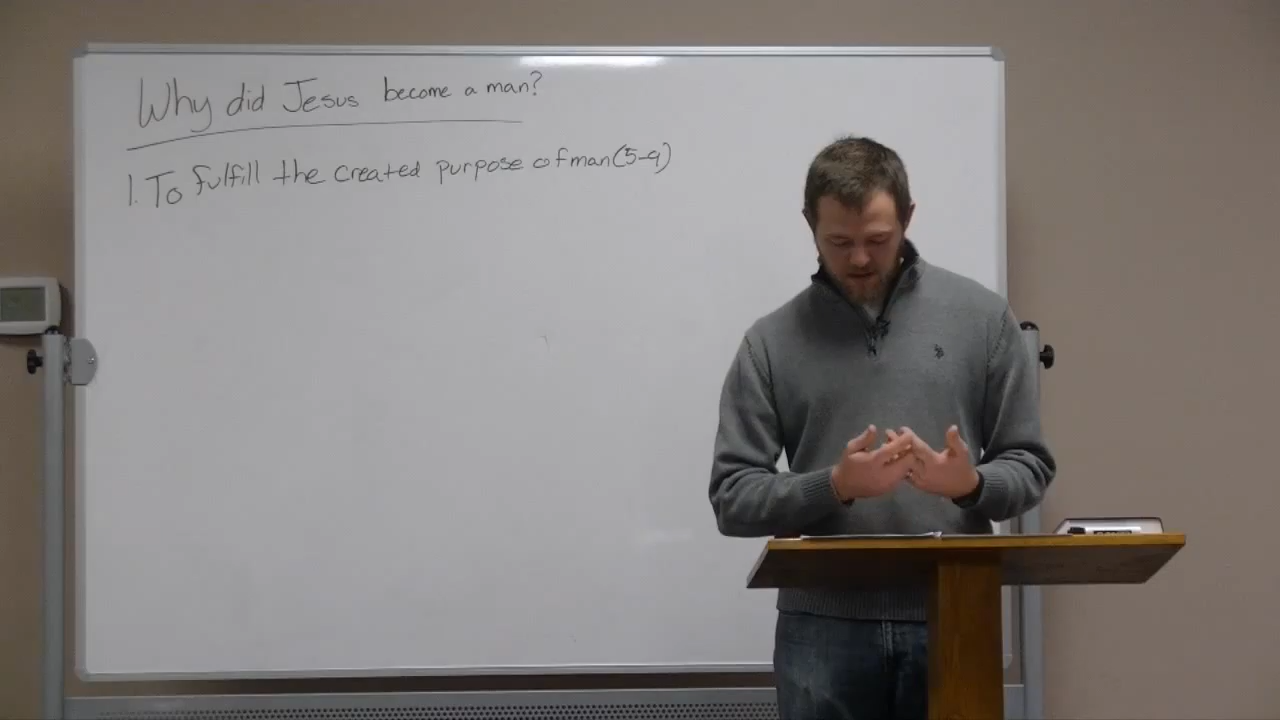 Why did Jesus become a man?
1. To fulfill the created purpose of man (5-9)